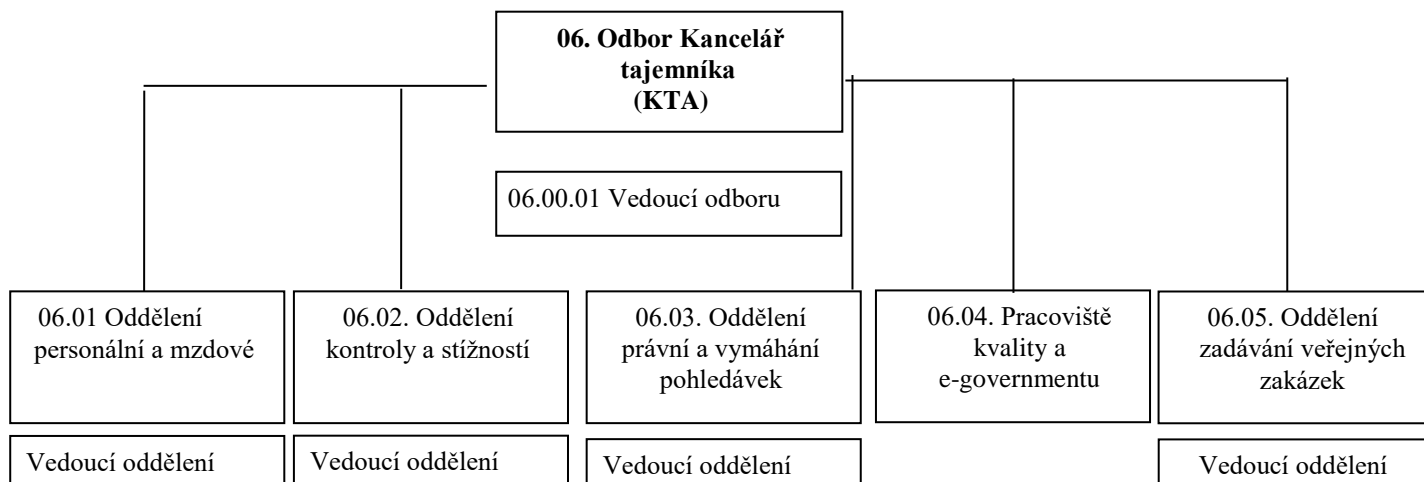 06. Odbor Kancelář
tajemníka
(KTA)
06.00.01 Vedoucí odboru
06.01 Oddělení
personální a mzdové
06.02. Oddělení
kontroly a stížností
06.03. Oddělení
právní a vymáhání
pohledávek
06.04. Pracoviště
kvality a
e-governmentu
06.05. Oddělení
zadávání veřejných
zakázek
Vedoucí oddělení
Vedoucí oddělení
Vedoucí oddělení
Vedoucí oddělení